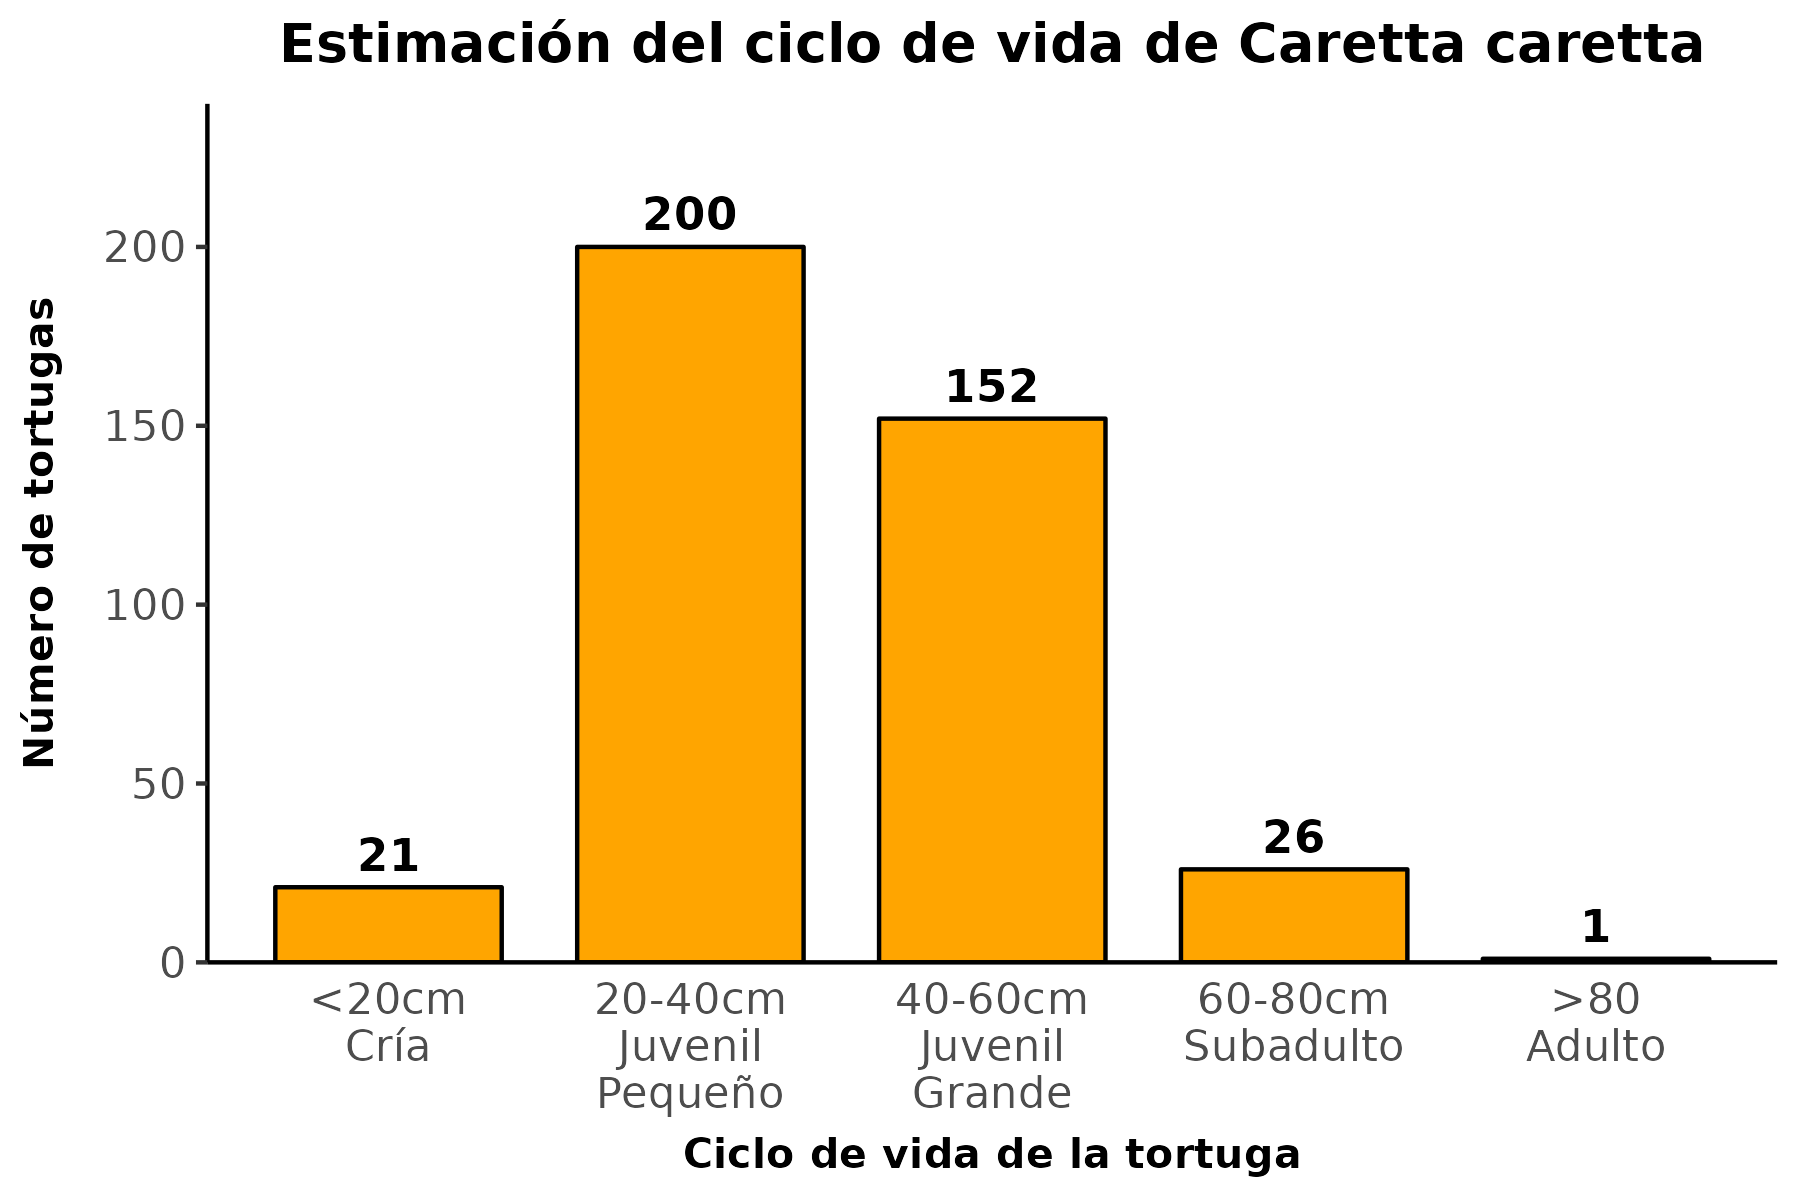 Estimación del ciclo de vida de Caretta caretta
Número de tortugas
200
150
100
50
0
21
200
152
26
1
<20cm
Cría
20-40cm
Juvenil
Pequeño
40-60cm
Juvenil
Grande
60-80cm
Subadulto
>80
Adulto
Ciclo de vida de la tortuga